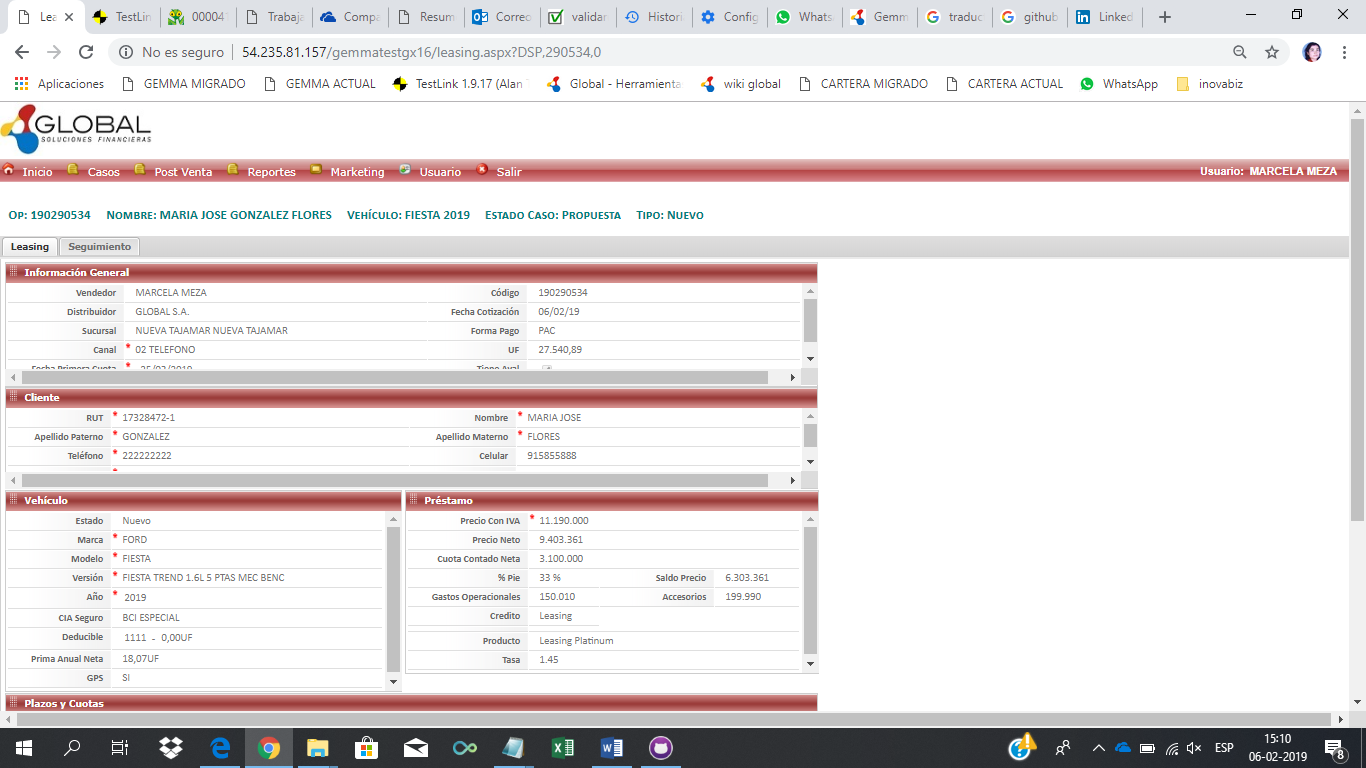 Lea
TestLin
000041
Trabaja
Compa
Resum
Correo
validar
Histori
Config
Whats
Gemm
traduc
github
Linked
No es seguro | 54.235.81.157/gemmatestgx16/leasing.aspx?DSP,290534,0
Aplicaciones GEMMA MIGRADO GEMMA ACTUAL TestLink 1.9.17 (Alan Global - Herramienta wiki global CARTERA MIGRADO CARTERA ACTUAL WhatsApp inovabiz
GLOBAL
SOLUCIONES FINANCIERAS
Inicio Casos Post Venta Reportes Marketing Usuario Salir Usuario: MARCELA MEZA
OP: 190290534 NOMBRE: MARIA JOSE GONZALEZ FLORES VEHÍCULO: FIESTA 2019 ESTADO CASO: PROPUESTA TIPO: NUEVO
Leasing Seguimiento
Información General
Vendedor MARCELA MEZA Código 190290534
Distribuidor GLOBAL S.A. Fecha Cotización 06/02/19
Sucursal NUEVA TAJAMAR NUEVA TAJAMAR Forma Pago PAC
Canal * 02 TELEFONO UF 27.540,89
Fecha Primera Cuota * 25/03/2019 Tiene Aval
Cliente
RUT * 17328472-1 Nombre * MARIA JOSE
Apellido Paterno * GONZALEZ Apellido Materno * FLORES
Teléfono * 222222222 Celular 915855888
Vehículo
Estado Nuevo
Marca * FORD
Modelo * FIESTA
Versión * FIESTA TREND 1.6L 5 PTAS MEC BENC
Año * 2019
CIA Seguro BCI ESPECIAL
Deducible 1111 - 0,00UF
Prima Anual Neta 18,07UF
GPS SI
Préstamo
Precio Con IVA * 11.190.000
Precio Neto 9.403.361
Cuota Contado Neta 3.100.000
% Pie 33 % Saldo Precio 6.303.361
Gastos Operacionales 150.010 Accesorios 199.990
Credito Leasing
Producto Leasing Platinum
Tasa 1.45
Plazos y Cuotas
ESP
15:10
06-02-2019
8